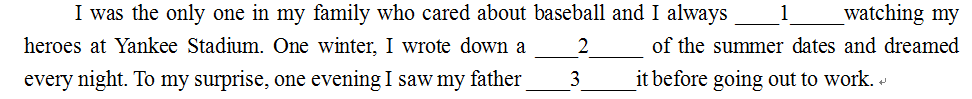 I was the only one in my family who cared about baseball and I always ____1____watching my
heroes at Yankee Stadium. One winter, I wrote down a ____2____ of the summer dates and dreamed
every night. To my surprise, one evening I saw my father ____3____it before going out to work.↵